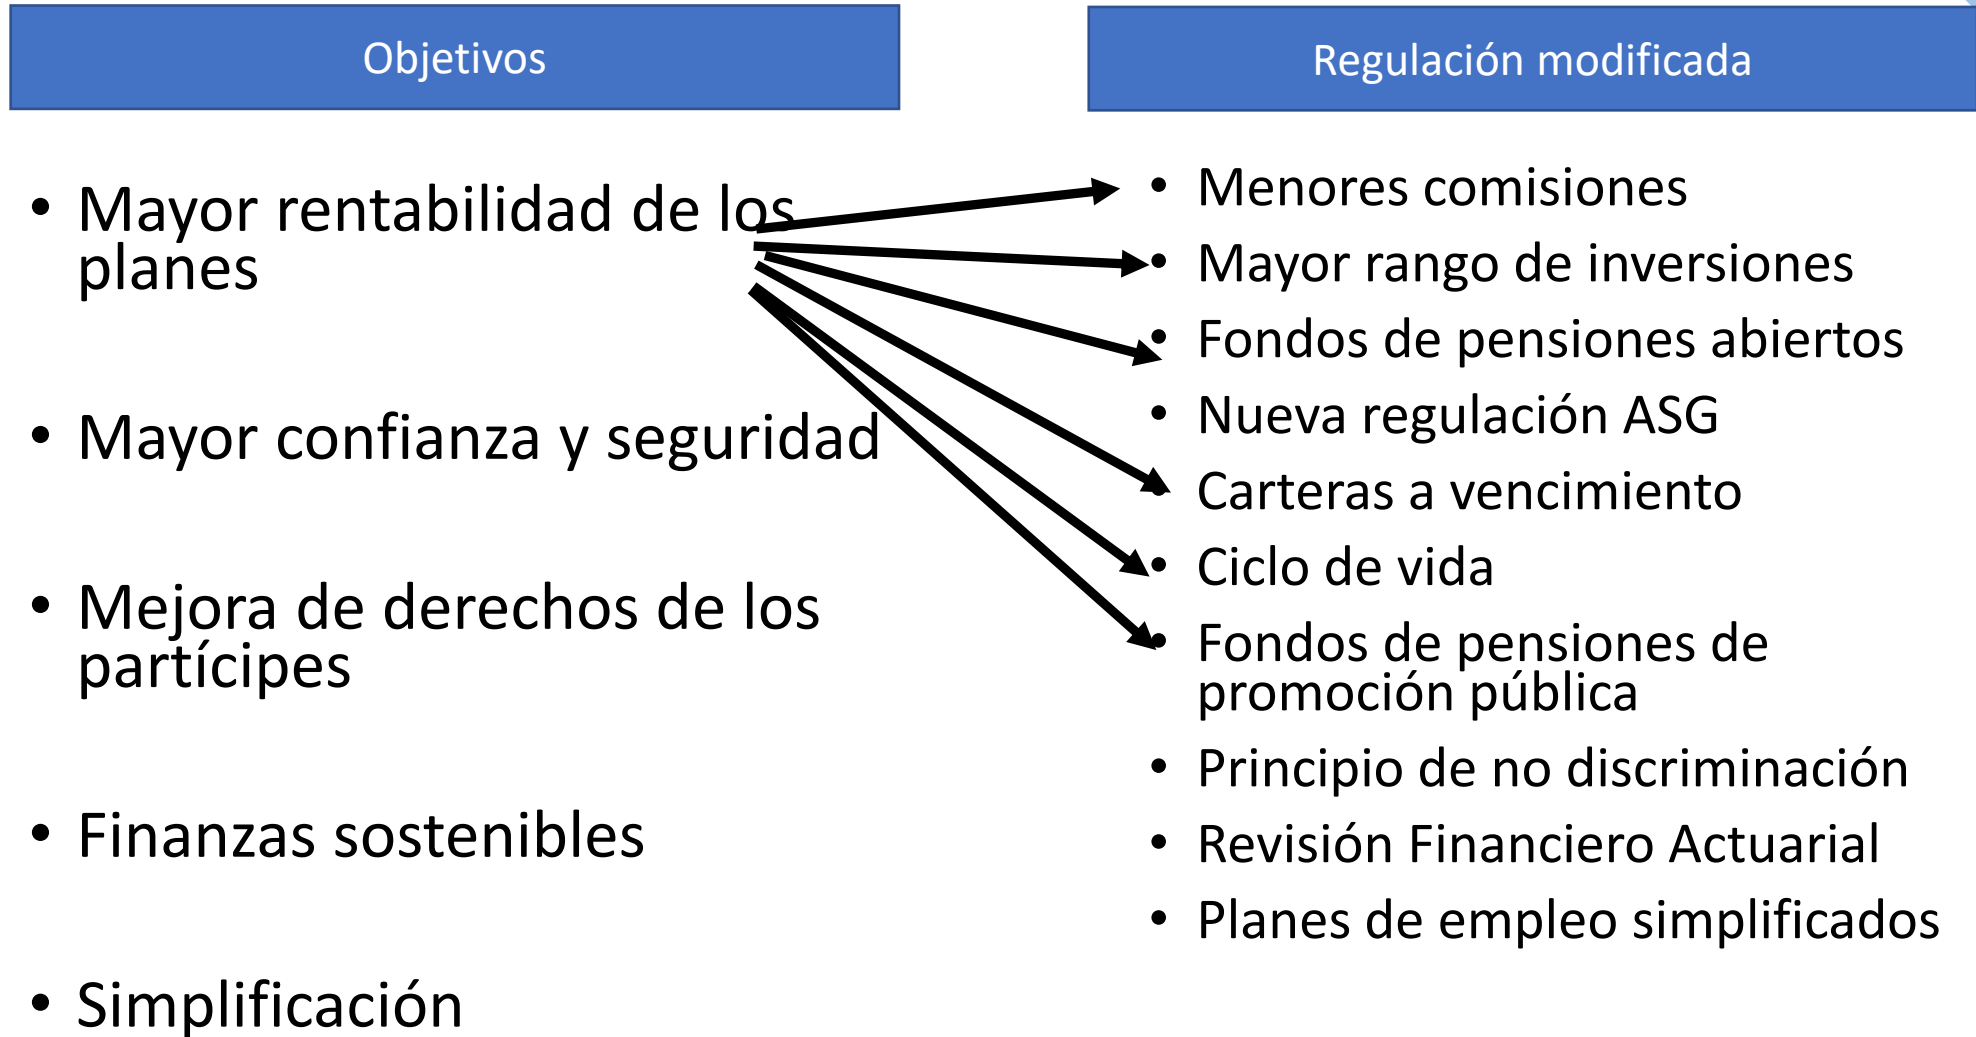 Objetivos
• Mayor rentabilidad de los
planes
• Mayor confianza y seguridad
• Mejora de derechos de los
partícipes
• Finanzas sostenibles
• Simplificación
Regulación modificada
• Menores comisiones
• Mayor rango de inversiones
• Fondos de pensiones abiertos
• Nueva regulación ASG
• Carteras a vencimiento
• Ciclo de vida
• Fondos de pensiones de
promoción pública
• Principio de no discriminación
• Revisión Financiero Actuarial
• Planes de empleo simplificados